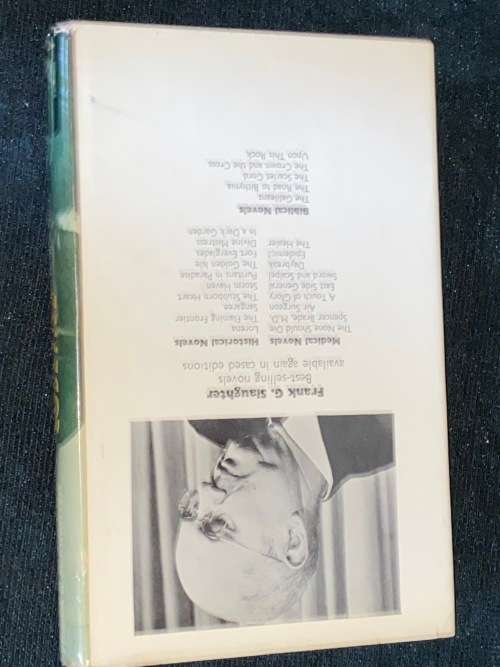 Frank G. Slaughter
Best-selling novels
available again in cased editions
Medical Novels
The None Should Die
Spencer Brade, M.D.
Air Surgeon
A Touch of Glory
East Side General
Sword and Scalpel
Daybreak
Epidemic!
The Healer
Historical Novels
Lorena
The Flaming Frontier
Sangaree
The Stubborn Heart
Storm Haven
Puritans in Paradise
The Golden Isle
Fort Everglades
Divine Mistress
In a Dark Garden
Biblical Novels
The Galileans
The Road to Bithynia
The Scarlet Cord
The Crown and the Cross
Upon This Rock